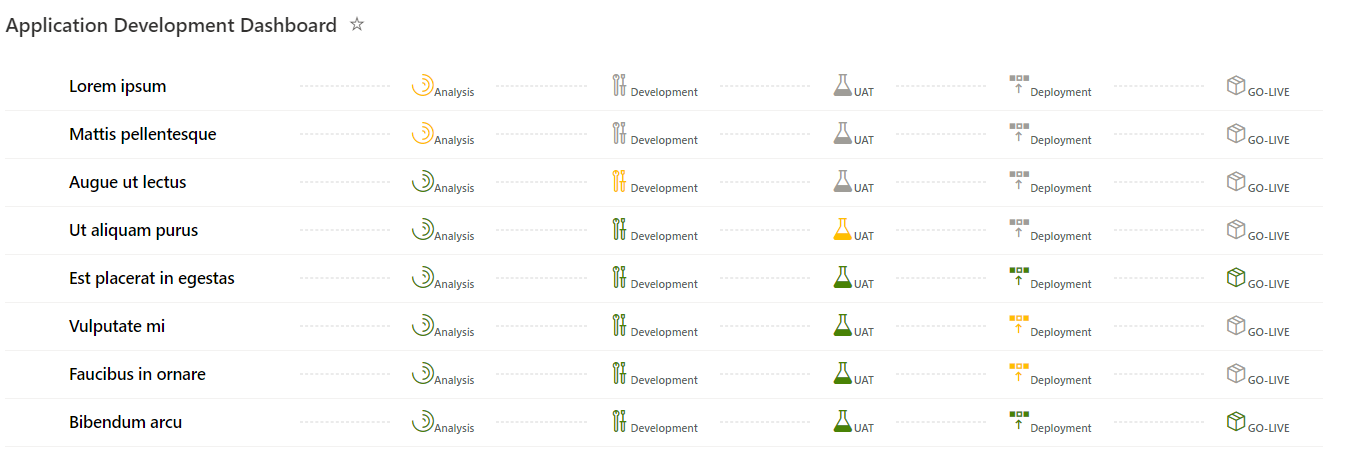 Application Development Dashboard
Lorem ipsum Analysis Development UAT Deployment GO-LIVE
Mattis pellentesque Analysis Development UAT Deployment GO-LIVE
Augue ut lectus Analysis Development UAT Deployment GO-LIVE
Ut aliquam purus Analysis Development UAT Deployment GO-LIVE
Est placerat in egestas Analysis Development UAT Deployment GO-LIVE
Vulputate mi Analysis Development UAT Deployment GO-LIVE
Faucibus in ornare Analysis Development UAT Deployment GO-LIVE
Bibendum arcu Analysis Development UAT Deployment GO-LIVE